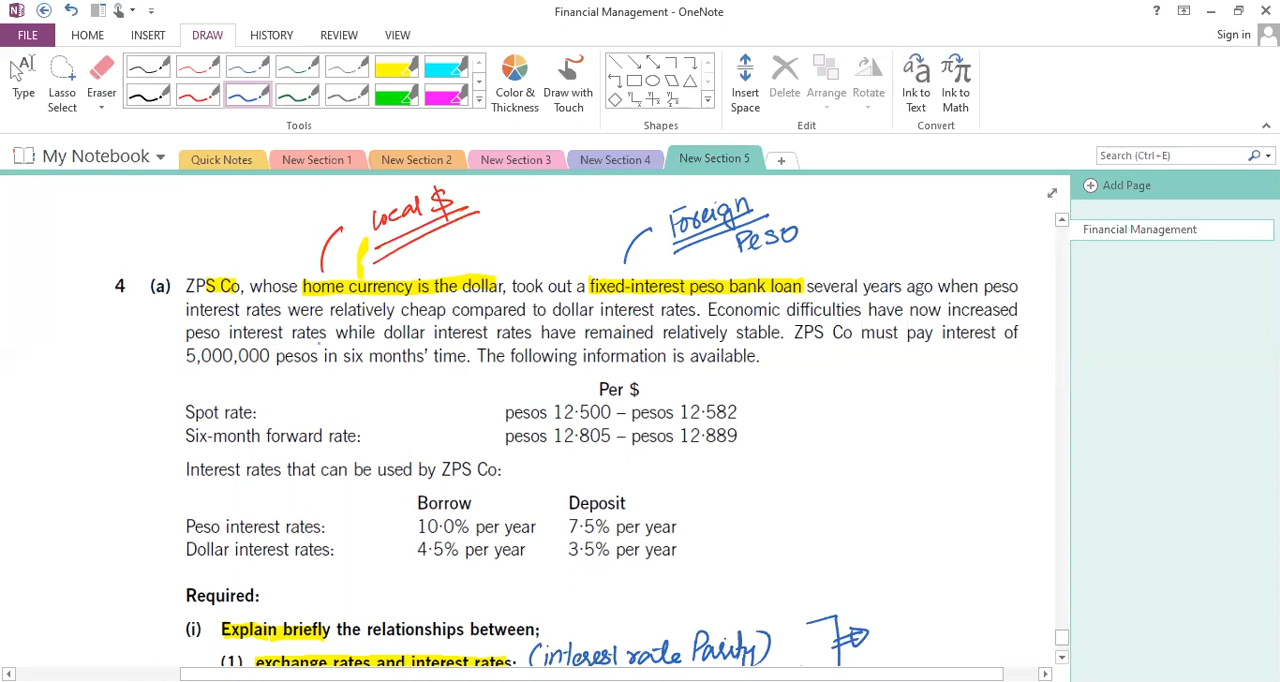 Financial Management - OneNote
FILE HOME INSERT DRAW HISTORY REVIEW VIEW Sign in
Type
Lasso Select
Eraser
Color & Thickness
Draw with Touch
Insert Space
Delete
Arrange
Rotate
Ink to Text
Ink to Math
Tools Shapes Edit Convert
My Notebook Quick Notes New Section 1 New Section 2 New Section 3 New Section 4 New Section 5 Search (Ctrl+E)
Add Page
Financial Management
Local $
Foreign
Peso
4 (a) ZPS Co, whose home currency is the dollar, took out a fixed-interest peso bank loan several years ago when peso
interest rates were relatively cheap compared to dollar interest rates. Economic difficulties have now increased
peso interest rates while dollar interest rates have remained relatively stable. ZPS Co must pay interest of
5,000,000 pesos in six months' time. The following information is available.
Per $
Spot rate: pesos 12·500 – pesos 12·582
Six-month forward rate: pesos 12·805 – pesos 12·889
Interest rates that can be used by ZPS Co:
Borrow Deposit
Peso interest rates: 10·0% per year 7·5% per year
Dollar interest rates: 4·5% per year 3·5% per year
Required:
(i) Explain briefly the relationships between;
(1) exchange rates and interest rates; (interest rate Parity)